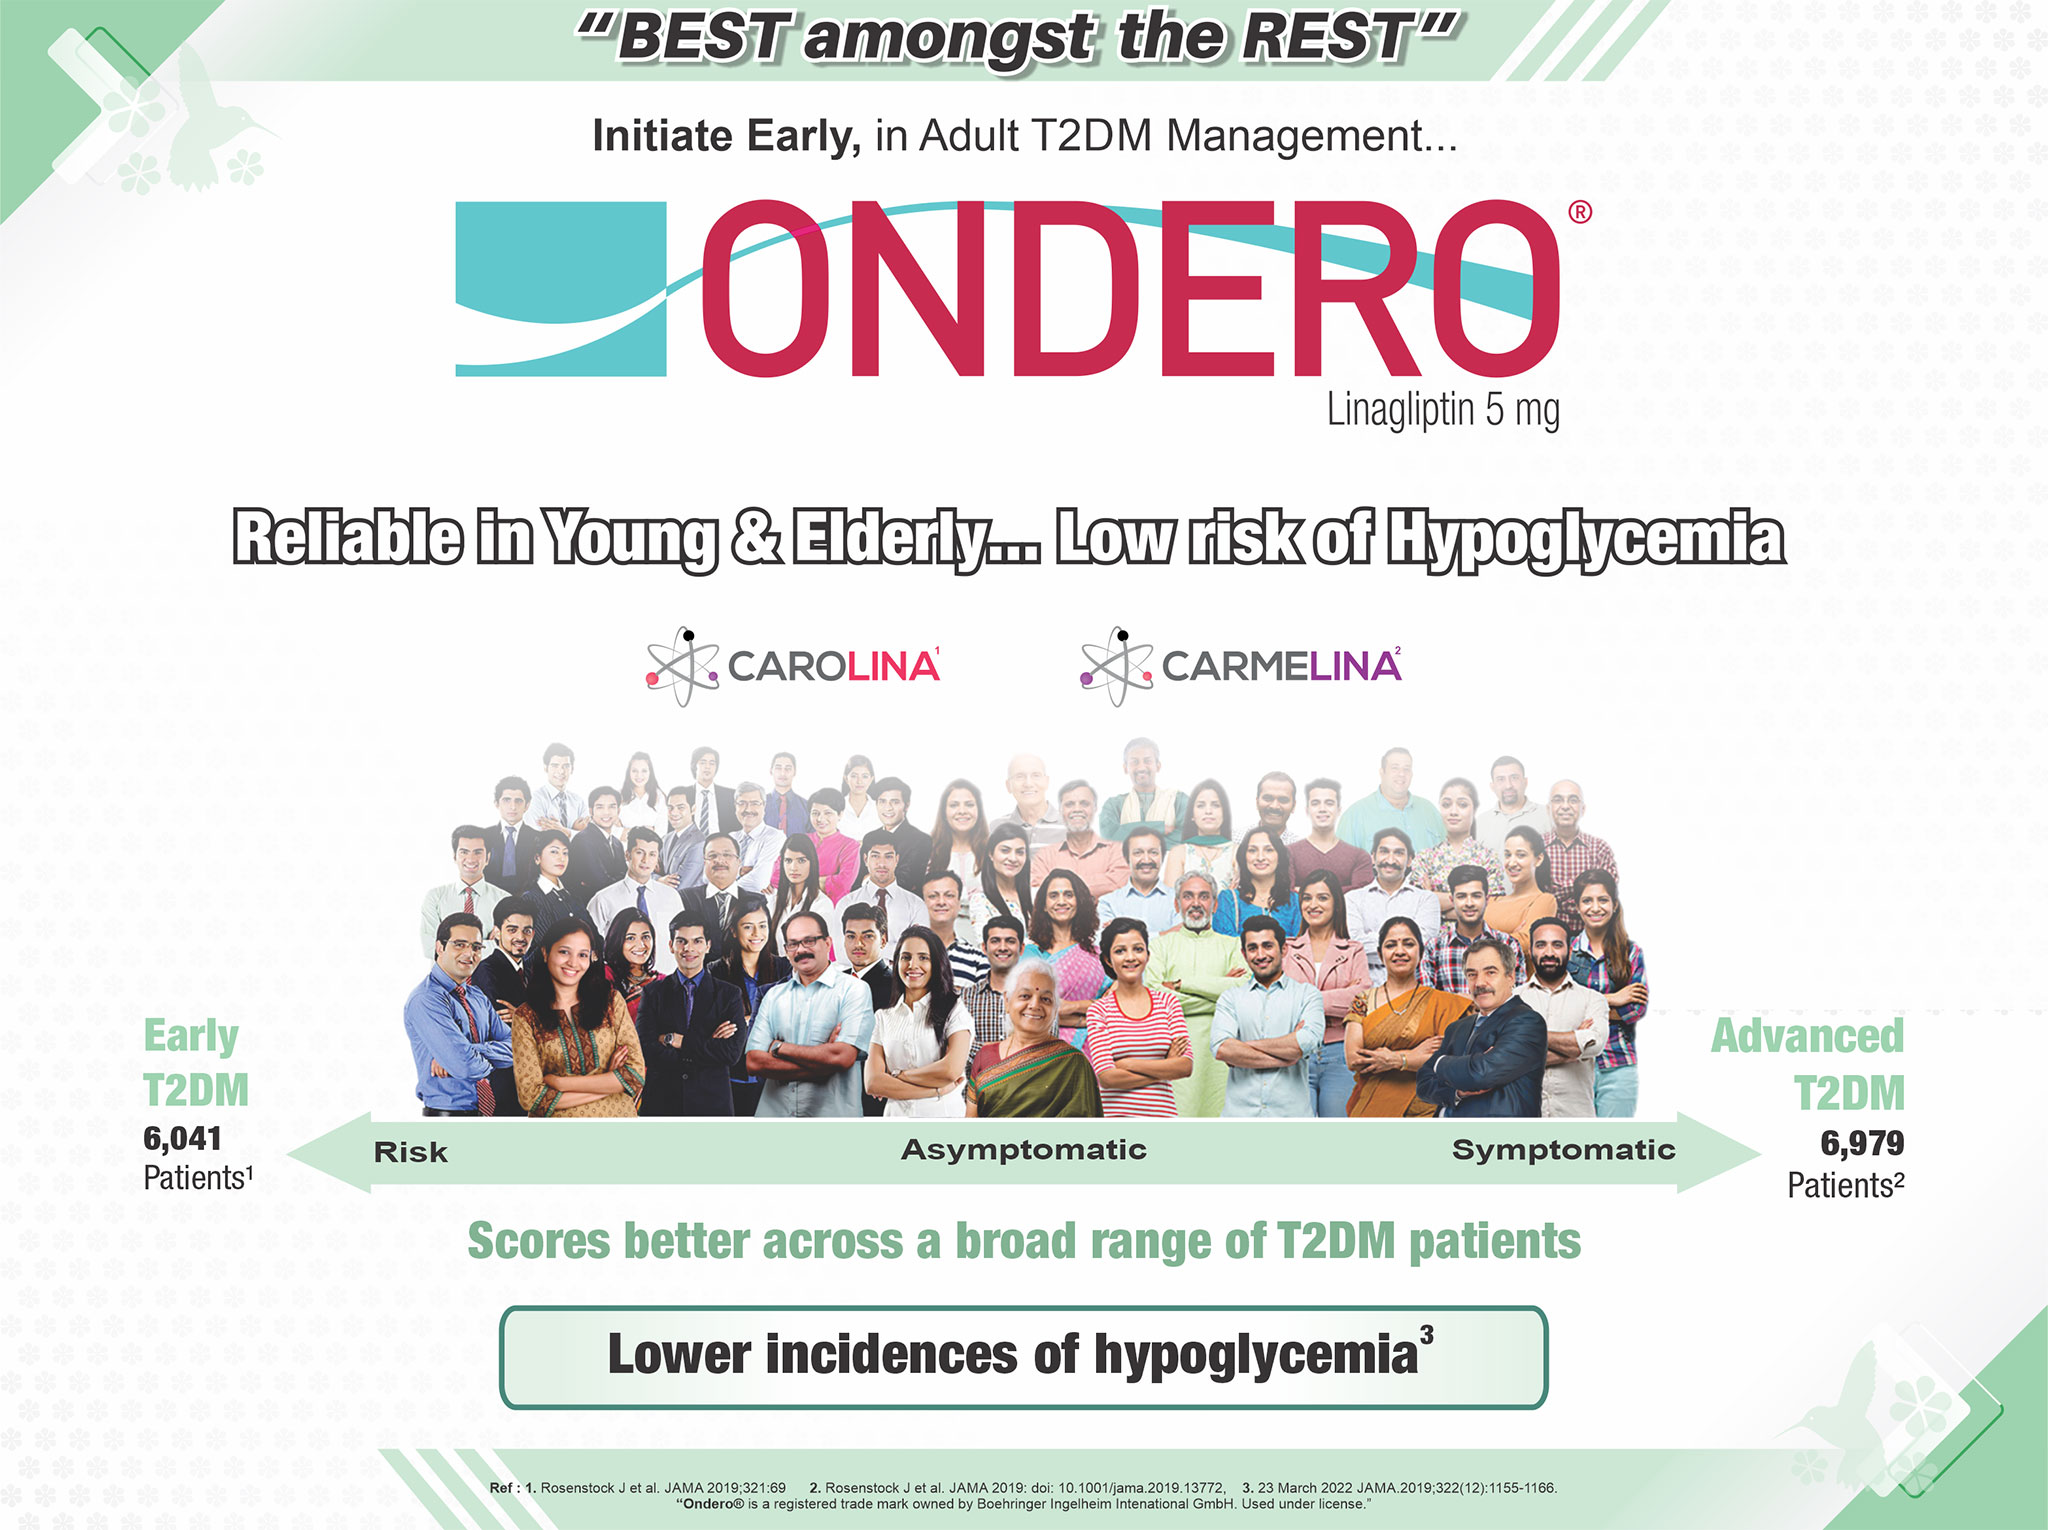 “BEST amongst the REST”
Initiate Early, in Adult T2DM Management...
ONDERO®
Linagliptin 5 mg
Reliable in Young & Elderly... Low risk of Hypoglycemia
CAROLINA¹
CARMELINA²
Early
T2DM
6,041
Patients¹
Advanced
T2DM
6,979
Patients²
Risk
Asymptomatic
Symptomatic
Scores better across a broad range of T2DM patients
Lower incidences of hypoglycemia³
Ref : 1. Rosenstock J et al. JAMA 2019;321:69 2. Rosenstock J et al. JAMA 2019: doi: 10.1001/jama.2019.13772, 3. 23 March 2022 JAMA.2019;322(12):1155-1166.
“Ondero® is a registered trade mark owned by Boehringer Ingelheim Intenational GmbH. Used under license.”